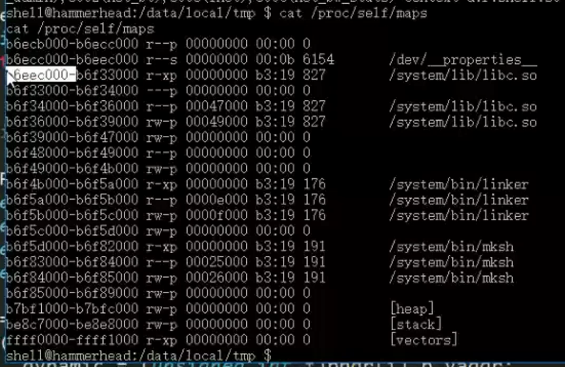 shell@hammerhead:/data/local/tmp $ cat /proc/self/maps
cat /proc/self/maps
b6ecb000-b6ecc000 r--p 00000000 00:00 0
b6ecc000-b6eec000 r--s 00000000 00:0b 6154 /dev/__properties__
b6eec000-b6f33000 r-xp 00000000 b3:19 827 /system/lib/libc.so
b6f33000-b6f34000 ---p 00000000 00:00 0
b6f34000-b6f36000 r--p 00047000 b3:19 827 /system/lib/libc.so
b6f36000-b6f39000 rw-p 00049000 b3:19 827 /system/lib/libc.so
b6f39000-b6f47000 rw-p 00000000 00:00 0
b6f48000-b6f49000 r--p 00000000 00:00 0
b6f49000-b6f4b000 rw-p 00000000 00:00 0
b6f4b000-b6f5a000 r-xp 00000000 b3:19 176 /system/bin/linker
b6f5a000-b6f5b000 r--p 0000e000 b3:19 176 /system/bin/linker
b6f5b000-b6f5c000 rw-p 0000f000 b3:19 176 /system/bin/linker
b6f5c000-b6f5d000 rw-p 00000000 00:00 0
b6f5d000-b6f82000 r-xp 00000000 b3:19 191 /system/bin/mksh
b6f83000-b6f84000 r--p 00025000 b3:19 191 /system/bin/mksh
b6f84000-b6f85000 rw-p 00026000 b3:19 191 /system/bin/mksh
b6f85000-b6f89000 rw-p 00000000 00:00 0
b7bf1000-b7bfc000 rw-p 00000000 00:00 0 [heap]
be8c7000-be8e8000 rw-p 00000000 00:00 0 [stack]
ffff0000-ffff1000 r-xp 00000000 00:00 0 [vectors]
shell@hammerhead:/data/local/tmp $